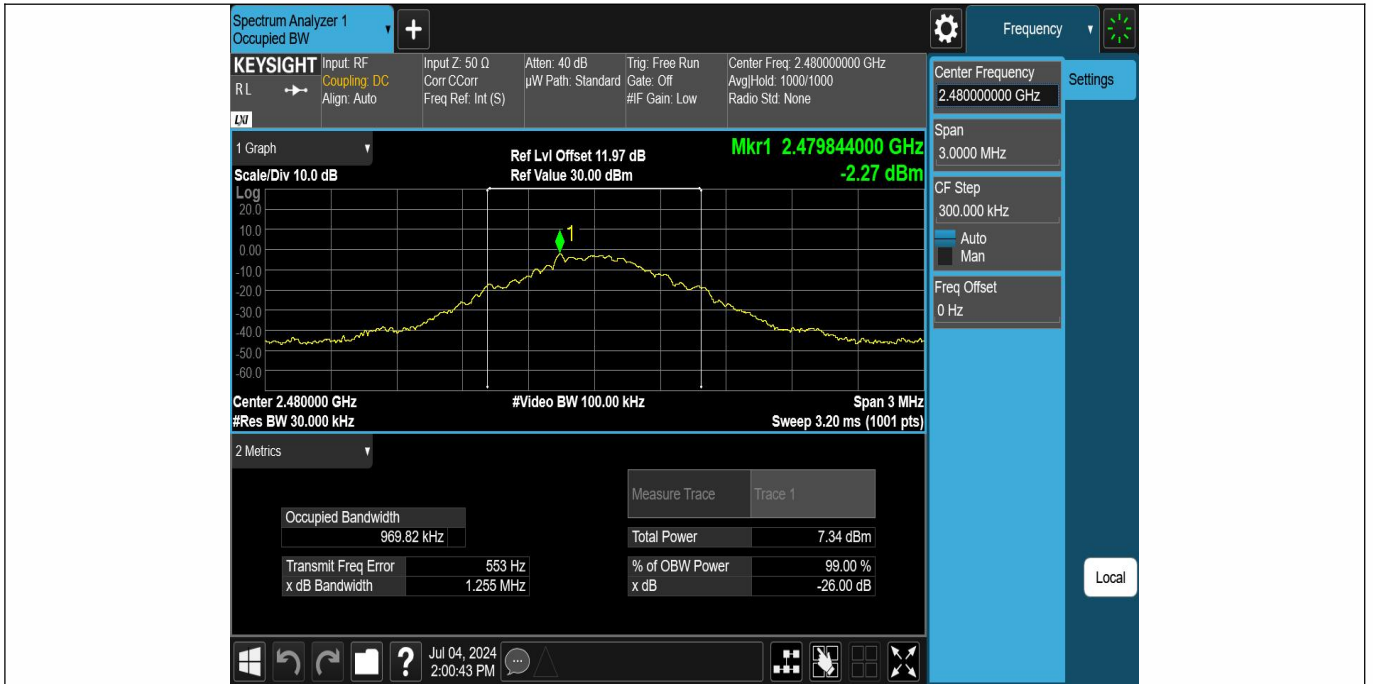 Spectrum Analyzer 1
Occupied BW
+
Frequency
KEYSIGHT
RL
LXI
Input: RF
Coupling: DC
Align: Auto
Input Z: 50 Ω
Corr CCorr
Freq Ref: Int (S)
Atten: 40 dB
µW Path: Standard
Trig: Free Run
Gate: Off
#IF Gain: Low
Center Freq: 2.480000000 GHz
Avg|Hold: 1000/1000
Radio Std: None
Center Frequency
2.480000000 GHz
Settings
Span
3.0000 MHz
CF Step
300.000 kHz
Auto
Man
Freq Offset
0 Hz
Local
1 Graph
Scale/Div 10.0 dB
Ref Lvl Offset 11.97 dB
Ref Value 30.00 dBm
Mkr1 2.479844000 GHz
-2.27 dBm
Log
20.0
10.0
0.00
-10.0
-20.0
-30.0
-40.0
-50.0
-60.0
1
Center 2.480000 GHz
#Res BW 30.000 kHz
#Video BW 100.00 kHz
Span 3 MHz
Sweep 3.20 ms (1001 pts)
2 Metrics
Measure Trace Trace 1
Occupied Bandwidth
969.82 kHz
Total Power 7.34 dBm
Transmit Freq Error 553 Hz
% of OBW Power 99.00 %
x dB Bandwidth 1.255 MHz
x dB -26.00 dB
?
Jul 04, 2024
2:00:43 PM